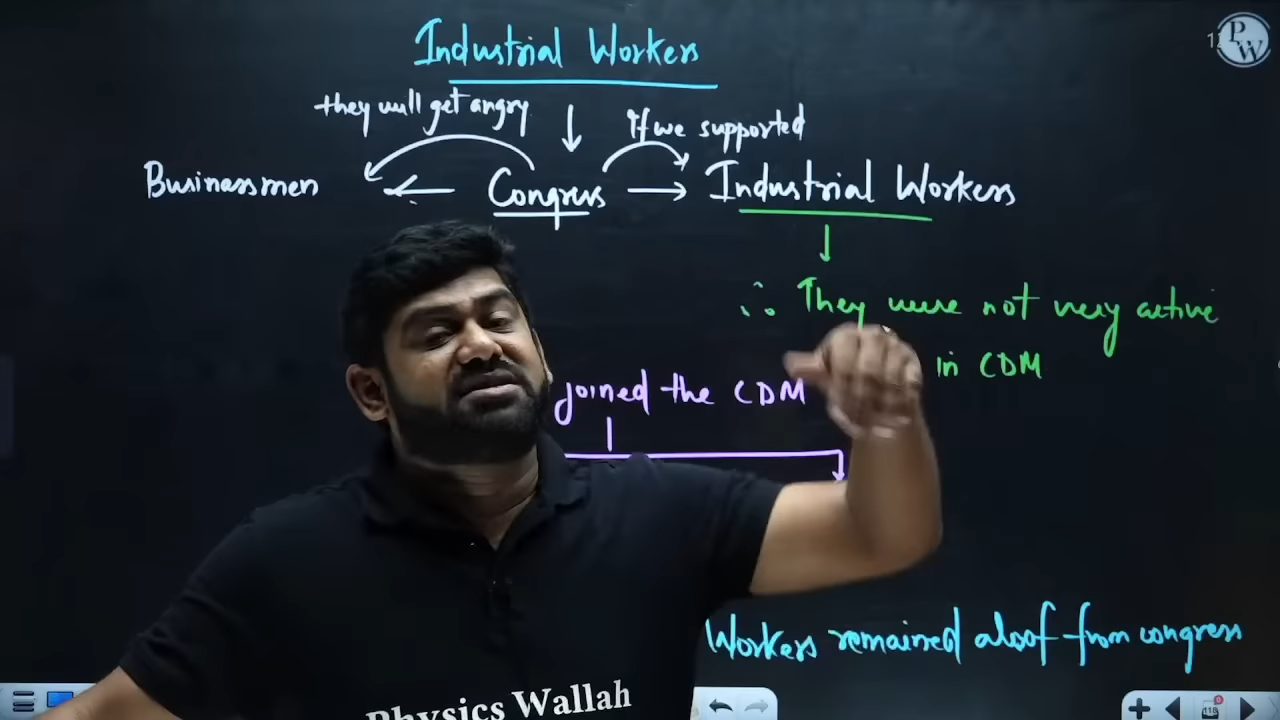 Industrial Workers
they will get angry
If we supported
Businessmen
Congress
Industrial Workers
∴ They were not very active
in CDM
joined the CDM
Workers remained aloof from congress
Physics Wallah
PW
118